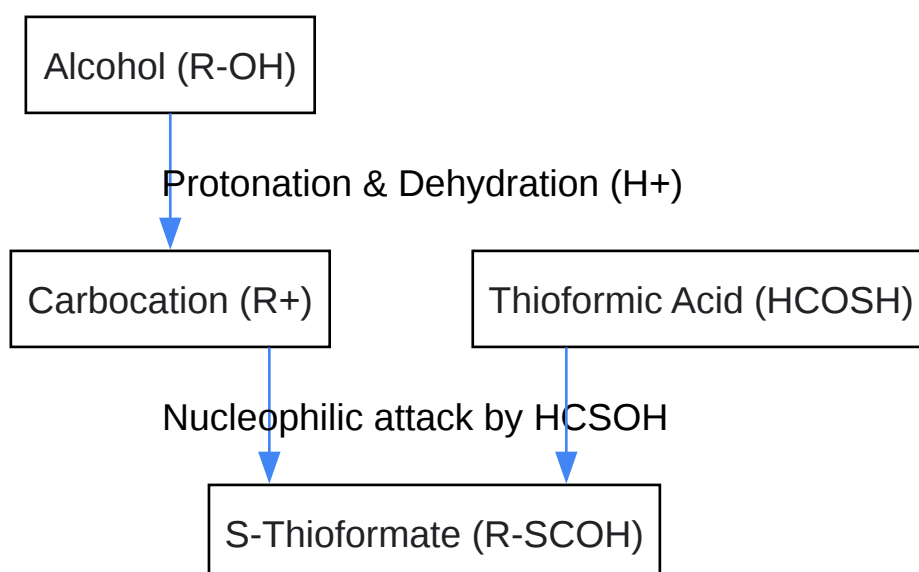 Alcohol (R-OH)
Protonation & Dehydration (H+)
Carbocation (R+)
Thioformic Acid (HCOSH)
Nucleophilic attack by HCSOH
S-Thioformate (R-SCOH)